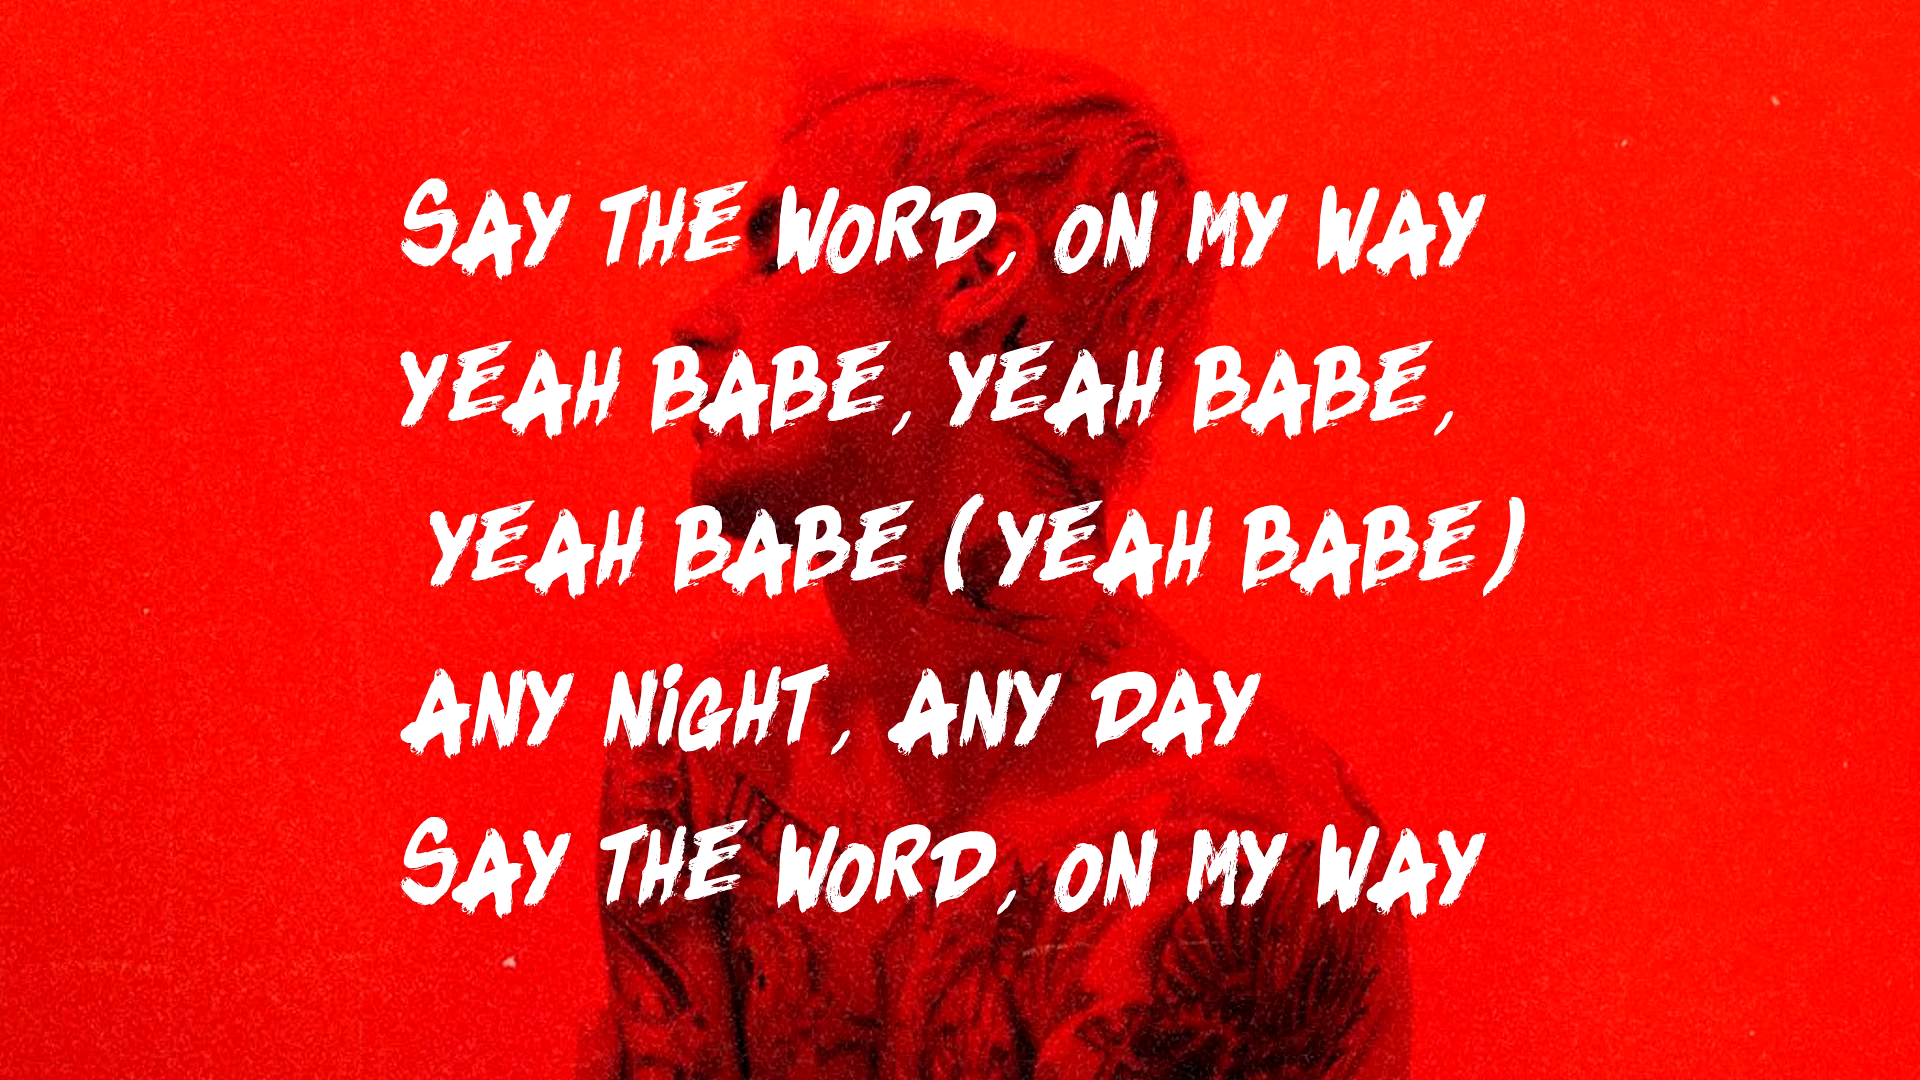 SAY THE WORD, ON MY WAY
YEAH BABE, YEAH BABE,
YEAH BABE (YEAH BABE)
ANY NIGHT, ANY DAY
SAY THE WORD, ON MY WAY